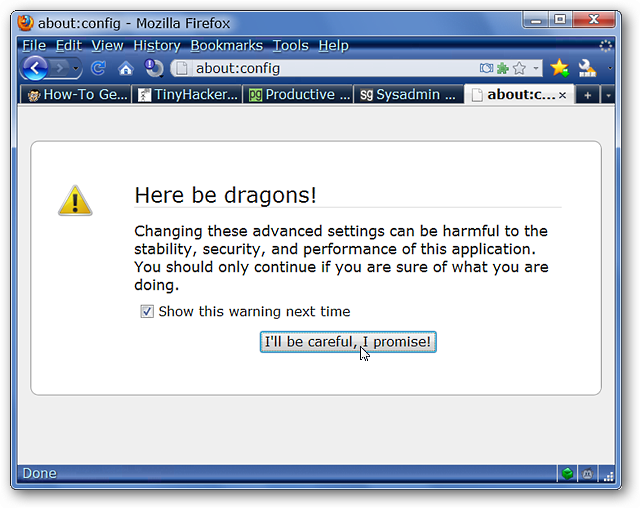 about:config - Mozilla Firefox
File Edit View History Bookmarks Tools Help
about:config
How-To Ge... TinyHacker... pg Productive ... sg Sysadmin ... about:c...
Here be dragons!
Changing these advanced settings can be harmful to the
stability, security, and performance of this application.
You should only continue if you are sure of what you are
doing.
Show this warning next time
I'll be careful, I promise!
Done